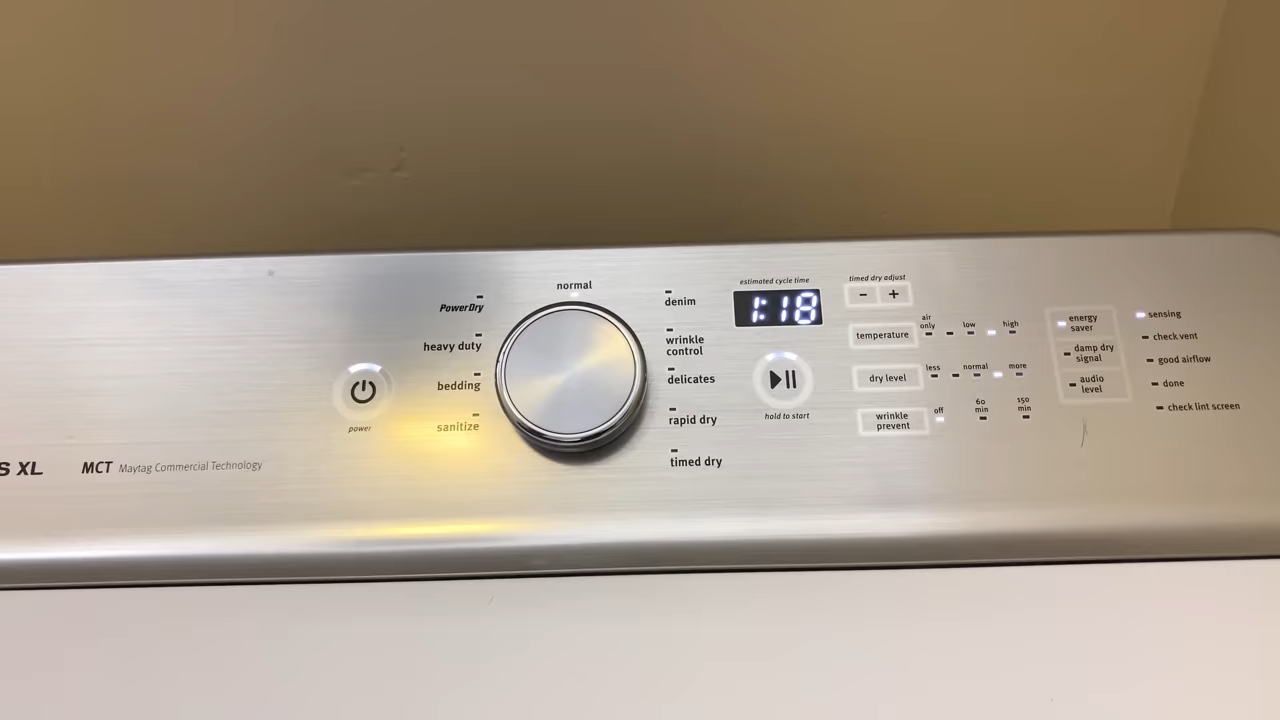 normal
PowerDry
heavy duty
bedding
sanitize
denim
wrinkle
control
delicates
rapid dry
timed dry
power
S XL
MCT Maytag Commercial Technology
estimated cycle time
1:18
hold to start
timed dry adjust
- +
temperature
air
only
low
high
dry level
less
normal
more
wrinkle
prevent
off
60
min
150
min
energy
saver
damp dry
signal
audio
level
sensing
check vent
good airflow
done
check lint screen